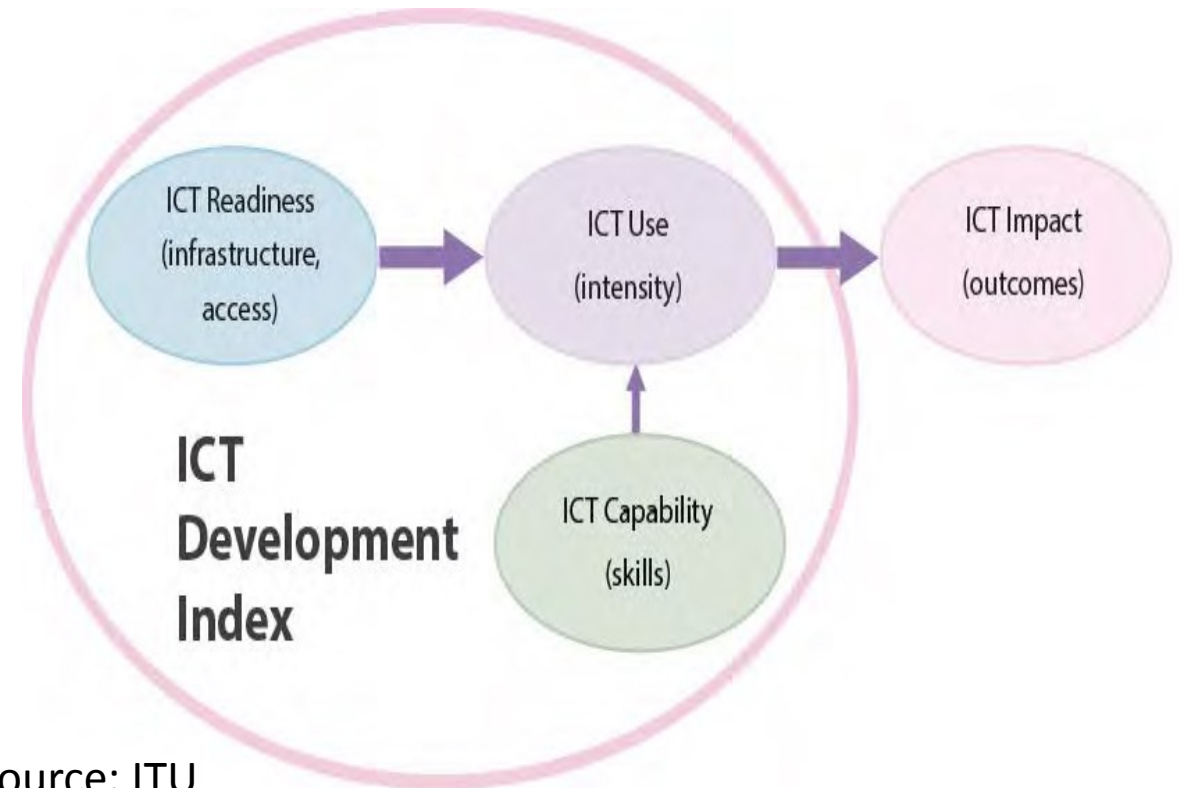 ICT Readiness
(infrastructure,
access)
ICT Use
(intensity)
ICT Impact
(outcomes)
ICT
Development
Index
ICT Capability
(skills)
ource: ITU